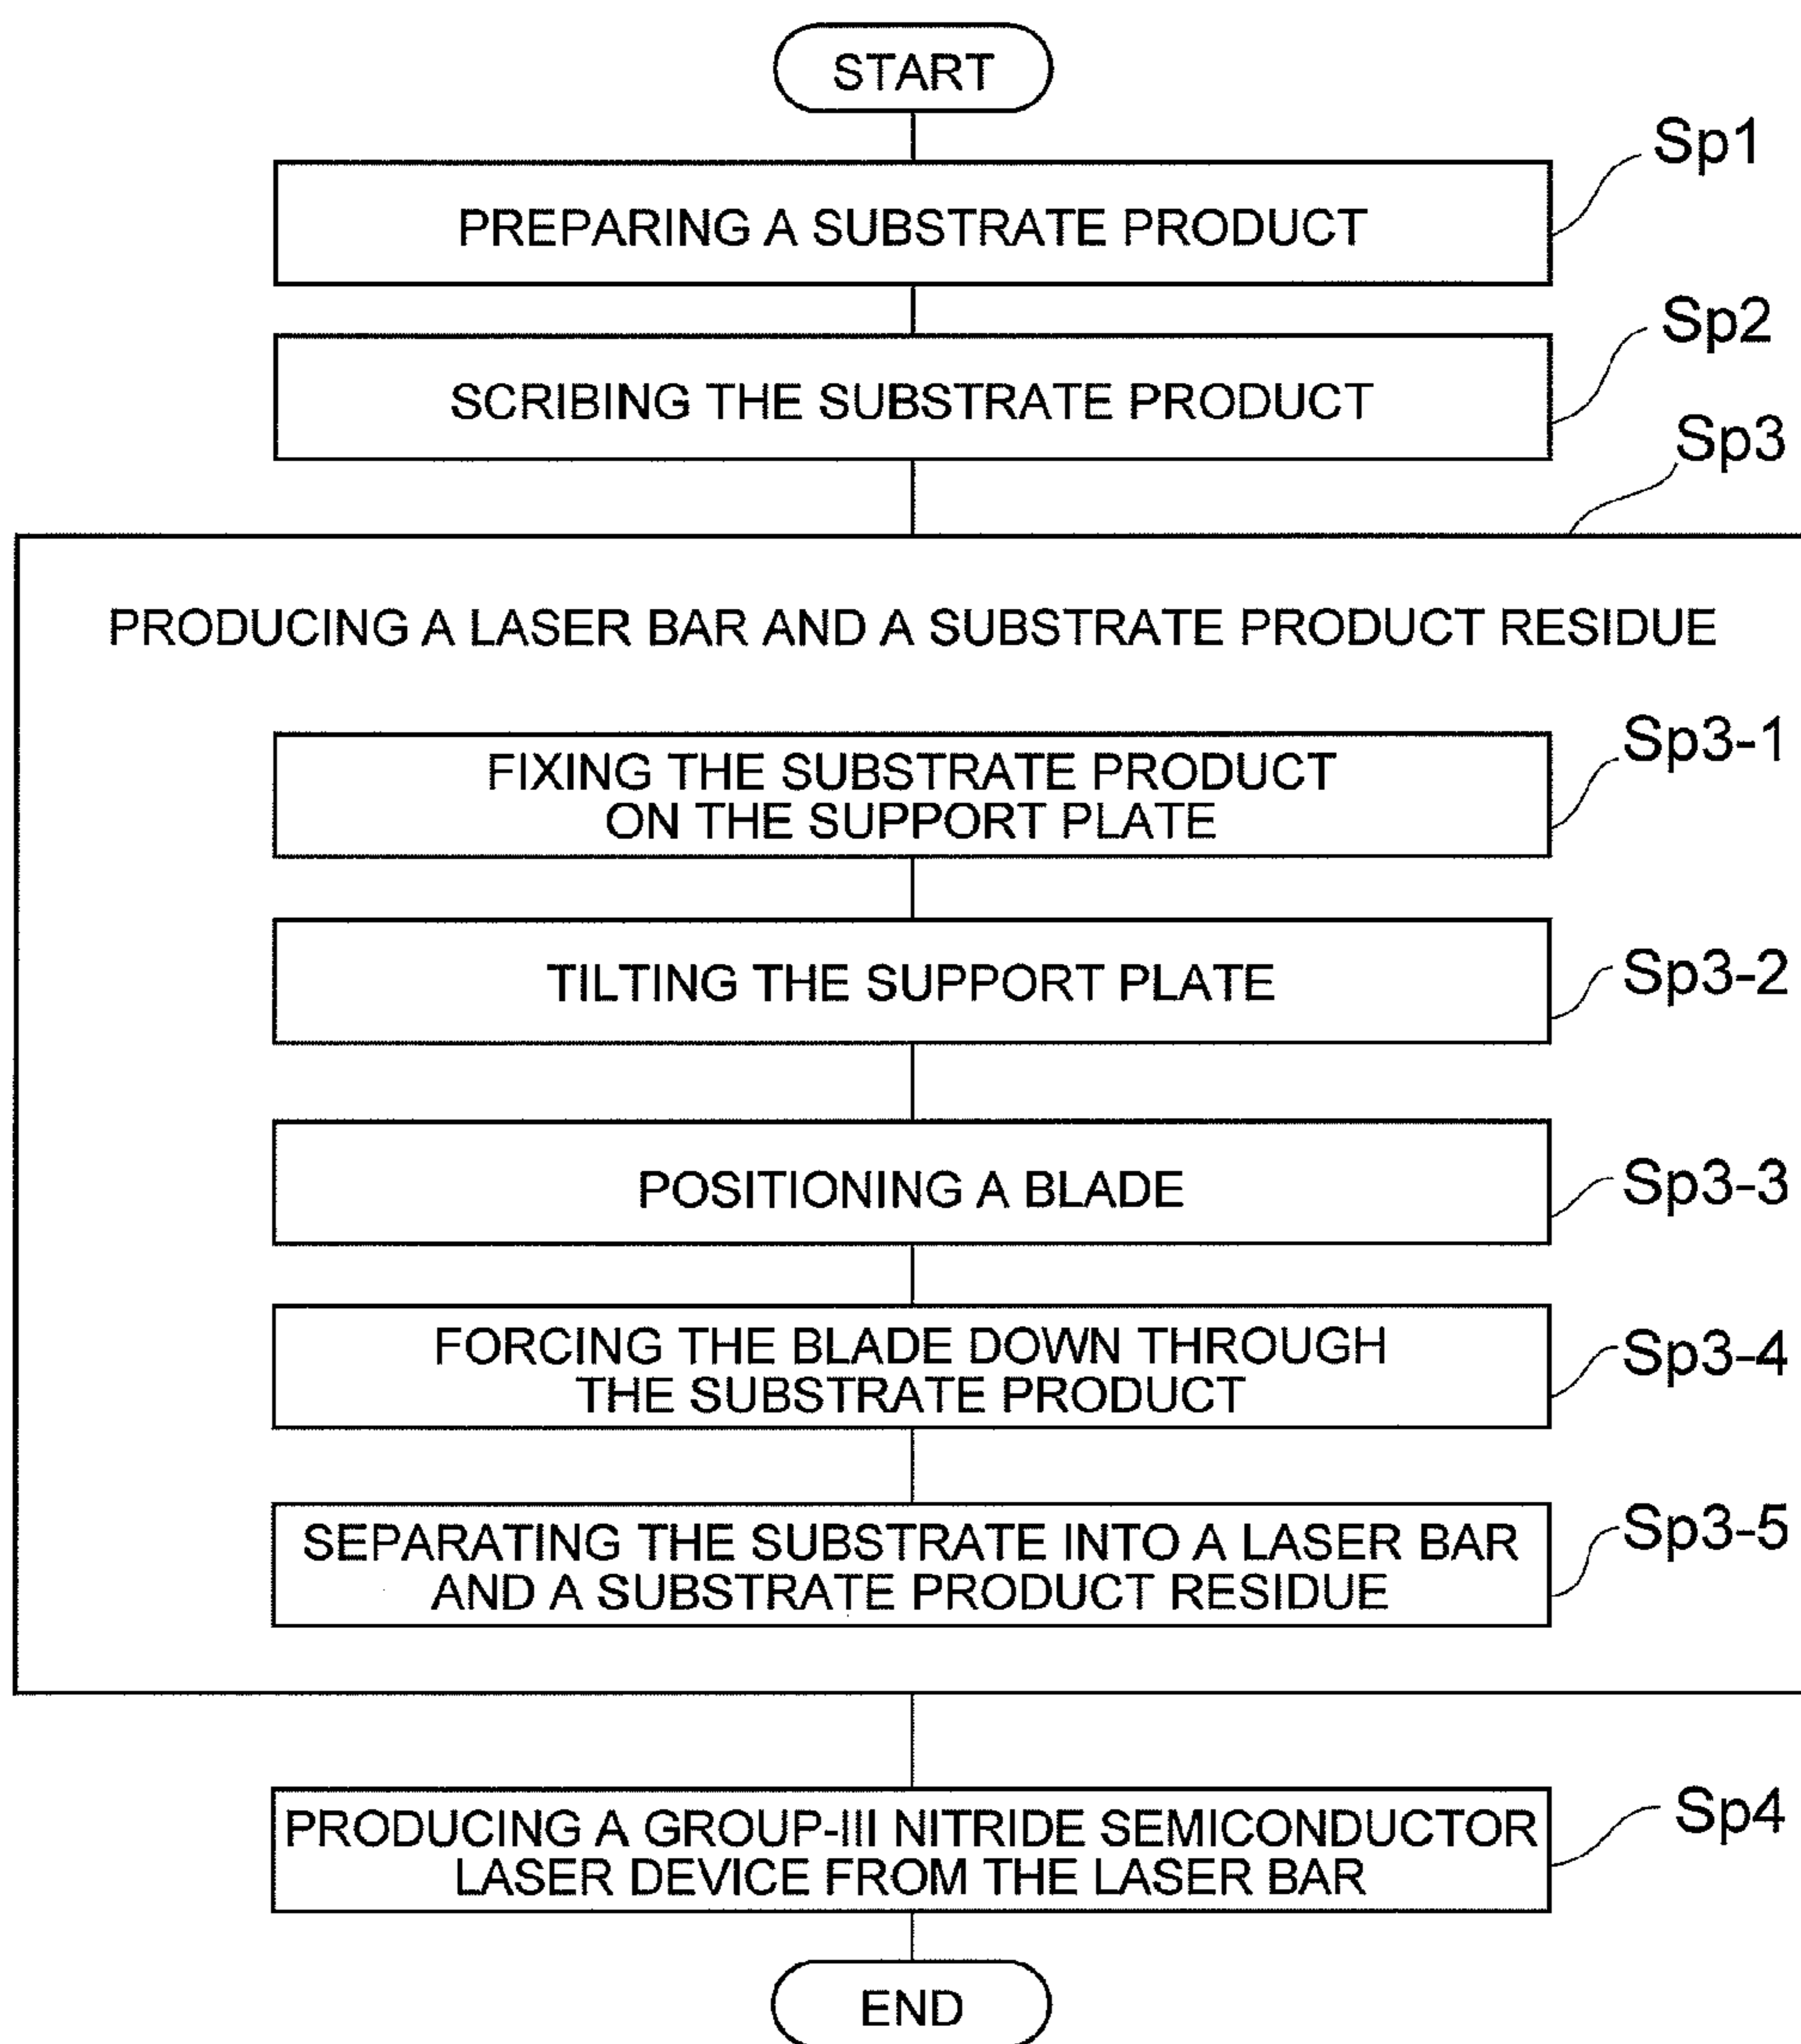 START
Sp1
PREPARING A SUBSTRATE PRODUCT
Sp2
SCRIBING THE SUBSTRATE PRODUCT
Sp3
PRODUCING A LASER BAR AND A SUBSTRATE PRODUCT RESIDUE
Sp3-1
FIXING THE SUBSTRATE PRODUCT
ON THE SUPPORT PLATE
Sp3-2
TILTING THE SUPPORT PLATE
Sp3-3
POSITIONING A BLADE
Sp3-4
FORCING THE BLADE DOWN THROUGH
THE SUBSTRATE PRODUCT
Sp3-5
SEPARATING THE SUBSTRATE INTO A LASER BAR
AND A SUBSTRATE PRODUCT RESIDUE
Sp4
PRODUCING A GROUP-III NITRIDE SEMICONDUCTOR
LASER DEVICE FROM THE LASER BAR
END